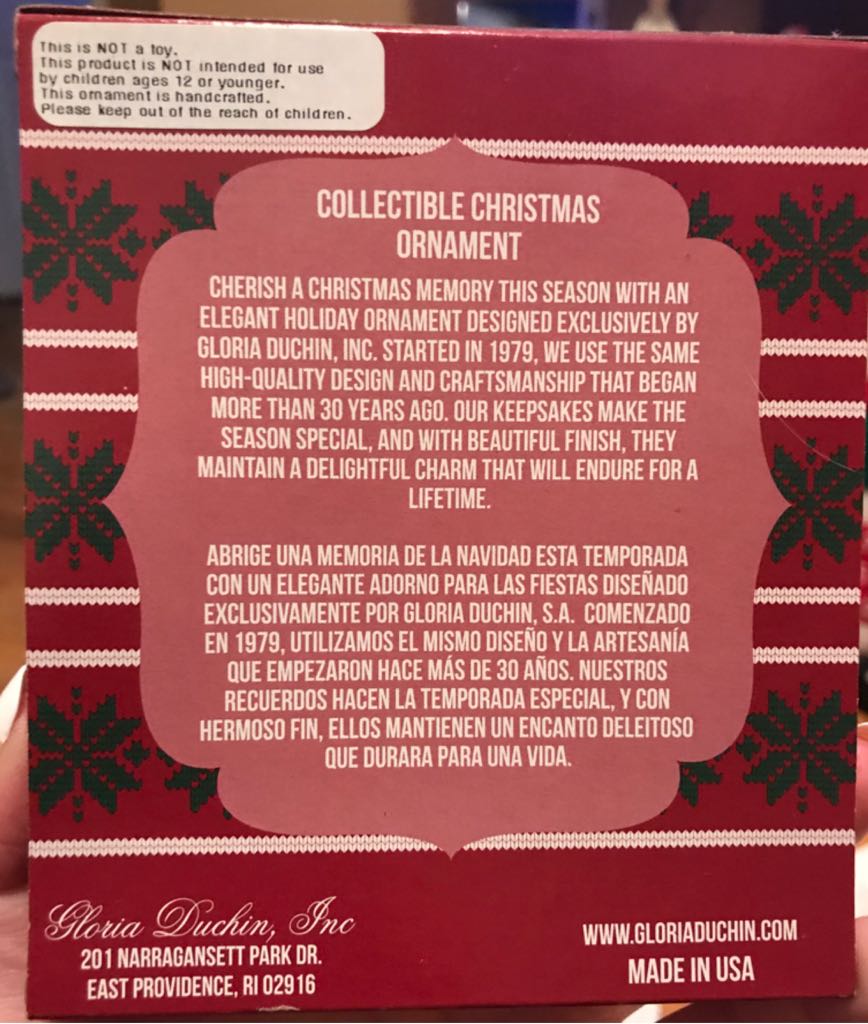 This is NOT a toy.
This product is NOT intended for use
by children ages 12 or younger.
This ornament is handcrafted.
Please keep out of the reach of children.
COLLECTIBLE CHRISTMAS
ORNAMENT
CHERISH A CHRISTMAS MEMORY THIS SEASON WITH AN
ELEGANT HOLIDAY ORNAMENT DESIGNED EXCLUSIVELY BY
GLORIA DUCHIN, INC. STARTED IN 1979, WE USE THE SAME
HIGH-QUALITY DESIGN AND CRAFTSMANSHIP THAT BEGAN
MORE THAN 30 YEARS AGO. OUR KEEPSAKES MAKE THE
SEASON SPECIAL, AND WITH BEAUTIFUL FINISH, THEY
MAINTAIN A DELIGHTFUL CHARM THAT WILL ENDURE FOR A
LIFETIME.
ABRIGE UNA MEMORIA DE LA NAVIDAD ESTA TEMPORADA
CON UN ELEGANTE ADORNO PARA LAS FIESTAS DISEÑADO
EXCLUSIVAMENTE POR GLORIA DUCHIN, S.A. COMENZADO
EN 1979, UTILIZAMOS EL MISMO DISEÑO Y LA ARTESANÍA
QUE EMPEZARON HACE MÁS DE 30 AÑOS. NUESTROS
RECUERDOS HACEN LA TEMPORADA ESPECIAL, Y CON
HERMOSO FIN, ELLOS MANTIENEN UN ENCANTO DELEITOSO
QUE DURARA PARA UNA VIDA.
Gloria Duchin, Inc
201 NARRAGANSETT PARK DR.
EAST PROVIDENCE, RI 02916
WWW.GLORIADUCHIN.COM
MADE IN USA